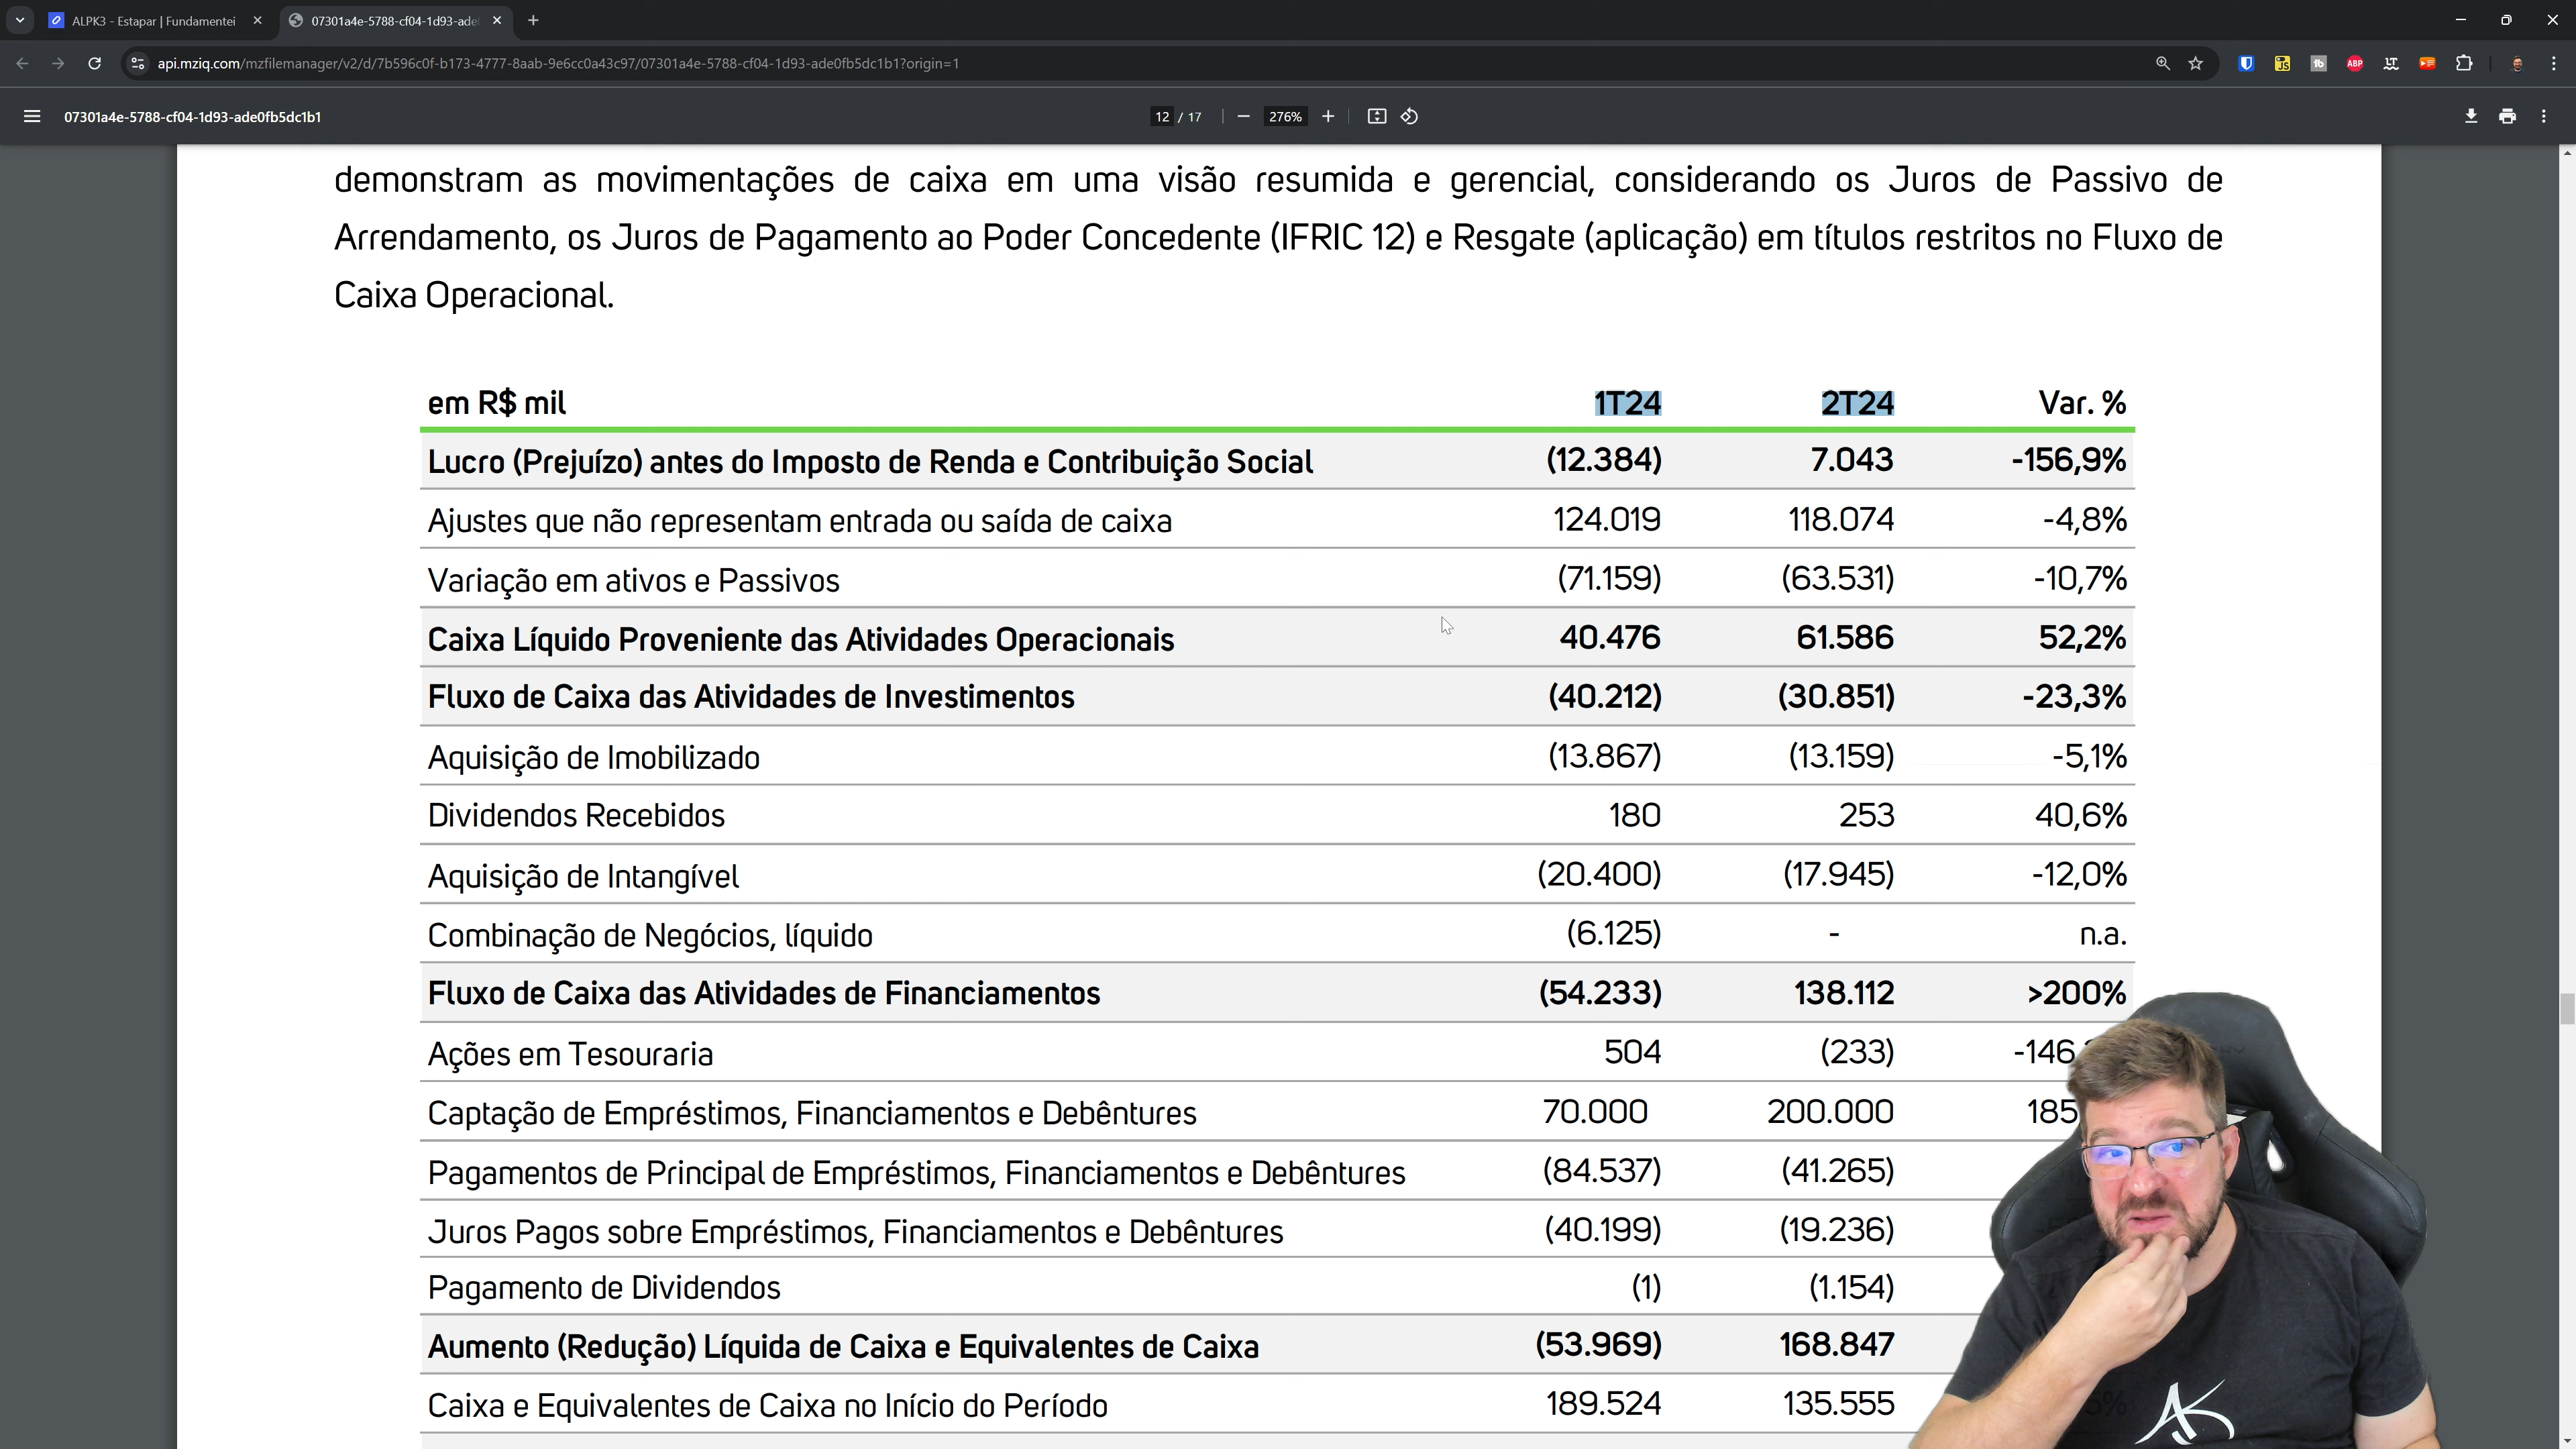 ALPK3 - Estapar | Fundamentei
07301a4e-5788-cf04-1d93-ade
api.mziq.com/mzfilemanager/v2/d/7b596c0f-b173-4777-8aab-9e6cc0a43c97/07301a4e-5788-cf04-1d93-ade0fb5dc1b1?origin=1
07301a4e-5788-cf04-1d93-ade0fb5dc1b1
12 / 17
276%
demonstram as movimentações de caixa em uma visão resumida e gerencial, considerando os Juros de Passivo de
Arrendamento, os Juros de Pagamento ao Poder Concedente (IFRIC 12) e Resgate (aplicação) em títulos restritos no Fluxo de
Caixa Operacional.
em R$ mil 1T24 2T24 Var. %
Lucro (Prejuízo) antes do Imposto de Renda e Contribuição Social (12.384) 7.043 -156,9%
Ajustes que não representam entrada ou saída de caixa 124.019 118.074 -4,8%
Variação em ativos e Passivos (71.159) (63.531) -10,7%
Caixa Líquido Proveniente das Atividades Operacionais 40.476 61.586 52,2%
Fluxo de Caixa das Atividades de Investimentos (40.212) (30.851) -23,3%
Aquisição de Imobilizado (13.867) (13.159) -5,1%
Dividendos Recebidos 180 253 40,6%
Aquisição de Intangível (20.400) (17.945) -12,0%
Combinação de Negócios, líquido (6.125) - n.a.
Fluxo de Caixa das Atividades de Financiamentos (54.233) 138.112 >200%
Ações em Tesouraria 504 (233) -146
Captação de Empréstimos, Financiamentos e Debêntures 70.000 200.000 185
Pagamentos de Principal de Empréstimos, Financiamentos e Debêntures (84.537) (41.265)
Juros Pagos sobre Empréstimos, Financiamentos e Debêntures (40.199) (19.236)
Pagamento de Dividendos (1) (1.154)
Aumento (Redução) Líquida de Caixa e Equivalentes de Caixa (53.969) 168.847
Caixa e Equivalentes de Caixa no Início do Período 189.524 135.555